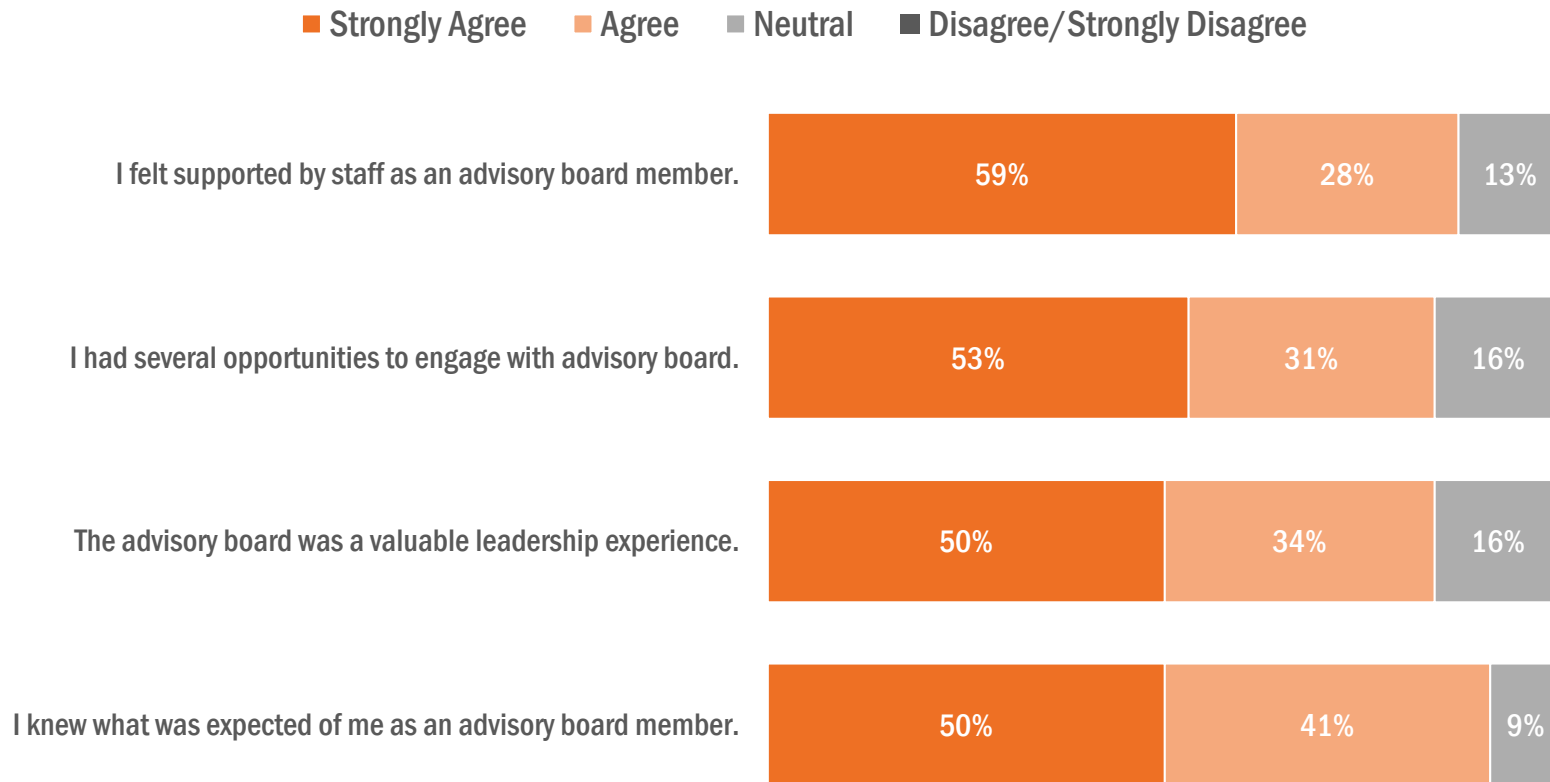 Strongly Agree Agree Neutral Disagree/Strongly Disagree
I felt supported by staff as an advisory board member. 59% 28% 13%
I had several opportunities to engage with advisory board. 53% 31% 16%
The advisory board was a valuable leadership experience. 50% 34% 16%
I knew what was expected of me as an advisory board member. 50% 41% 9%